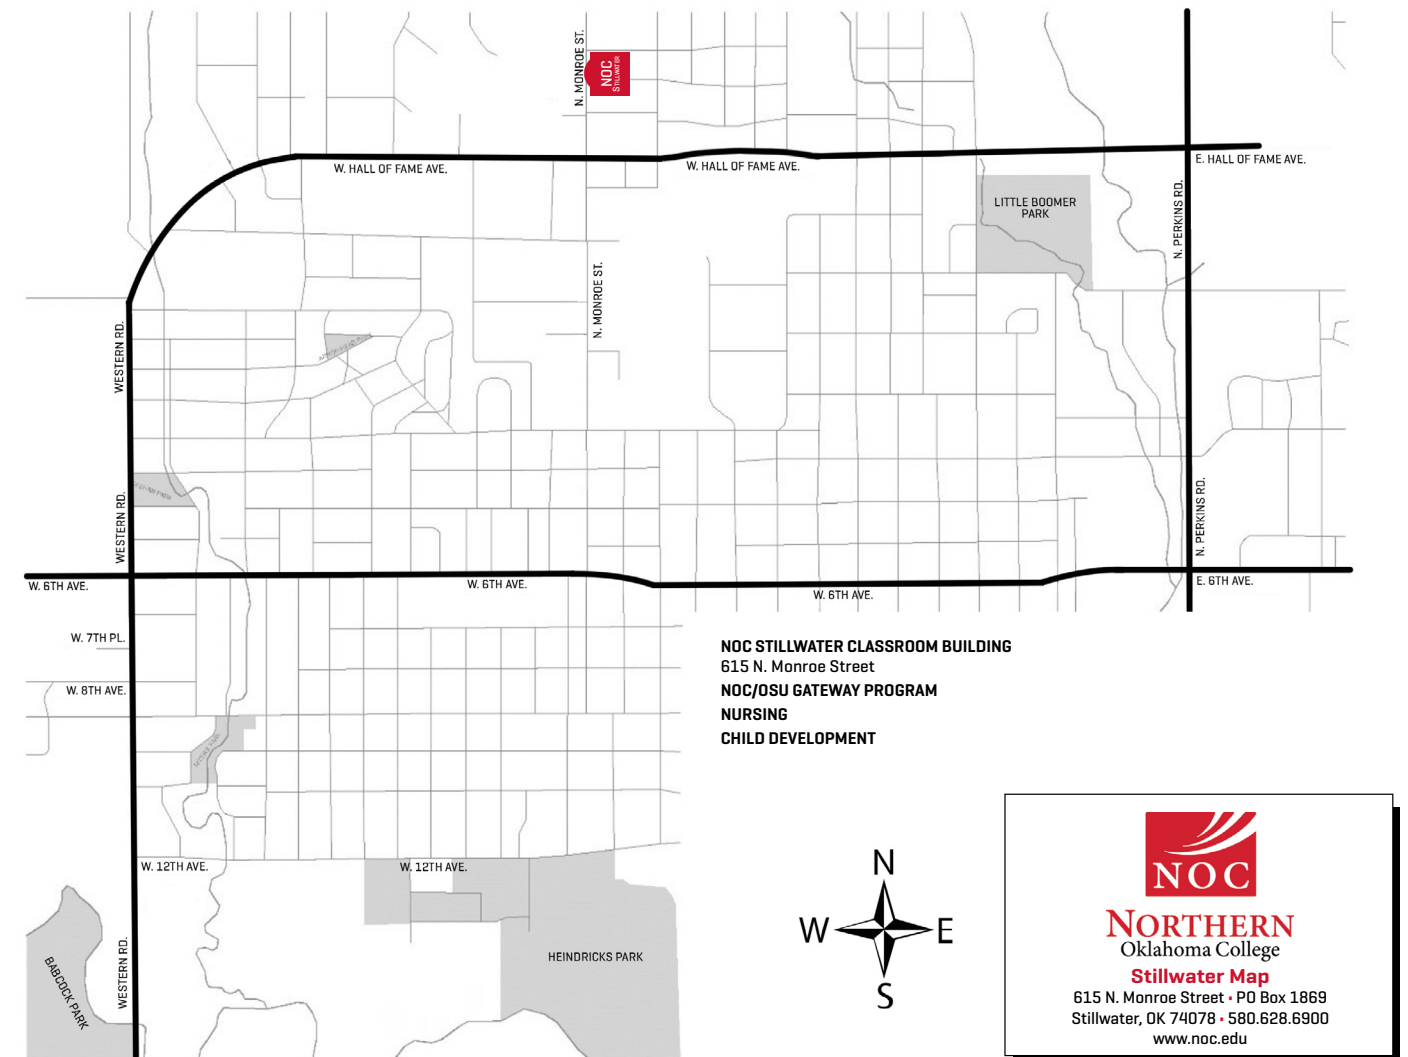 N. MONROE ST.
NOC
STILLWATER
W. HALL OF FAME AVE.
W. HALL OF FAME AVE.
E. HALL OF FAME AVE.
LITTLE BOOMER
PARK
N. PERKINS RD.
N. MONROE ST.
WESTERN RD.
WESTERN RD.
N. PERKINS RD.
W. 6TH AVE.
W. 6TH AVE.
W. 6TH AVE.
E. 6TH AVE.
W. 7TH PL.
W. 8TH AVE.
NOC STILLWATER CLASSROOM BUILDING
615 N. Monroe Street
NOC/OSU GATEWAY PROGRAM
NURSING
CHILD DEVELOPMENT
W. 12TH AVE.
W. 12TH AVE.
WESTERN RD.
BABCOCK PARK
HEINDRICKS PARK
N
W
E
S
NOC
NORTHERN
Oklahoma College
Stillwater Map
615 N. Monroe Street • PO Box 1869
Stillwater, OK 74078 • 580.628.6900
www.noc.edu